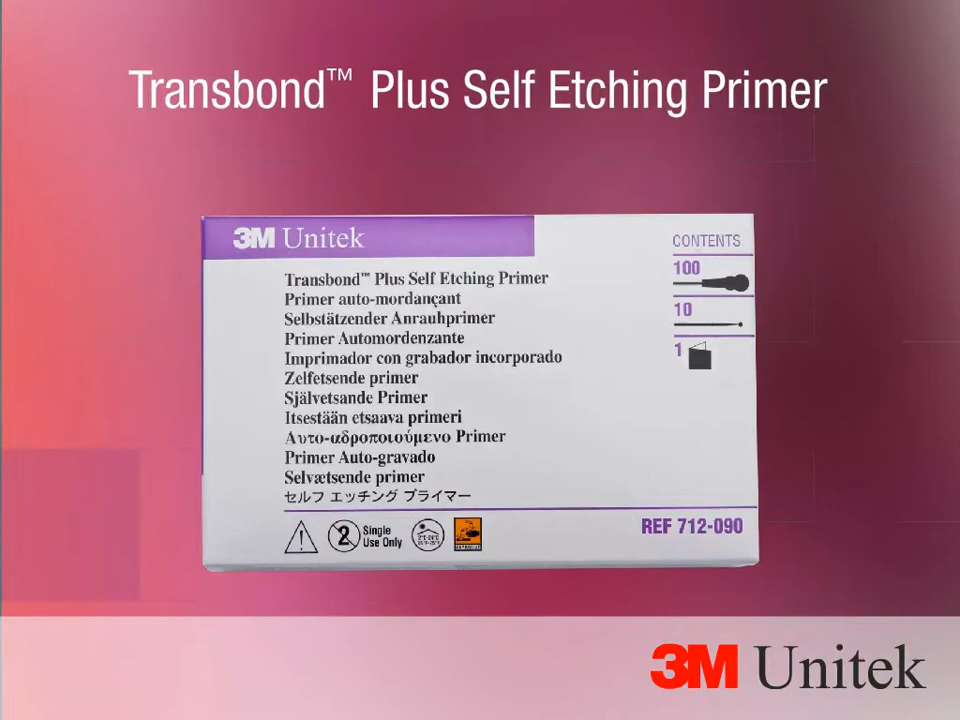 Transbond™ Plus Self Etching Primer
3M Unitek
CONTENTS
100
10
1
Transbond™ Plus Self Etching Primer
Primer auto-mordançant
Selbstätzender Anrauhprimer
Primer Automordenzante
Imprimador con grabador incorporado
Zelfetsende primer
Självetsande Primer
Itsestään etsaava primeri
Αυτο-αδροποιούμενο Primer
Primer Auto-gravado
Selvætsende primer
セルフ エッチング プライマー
2
Single
Use Only
REF 712-090
3M Unitek